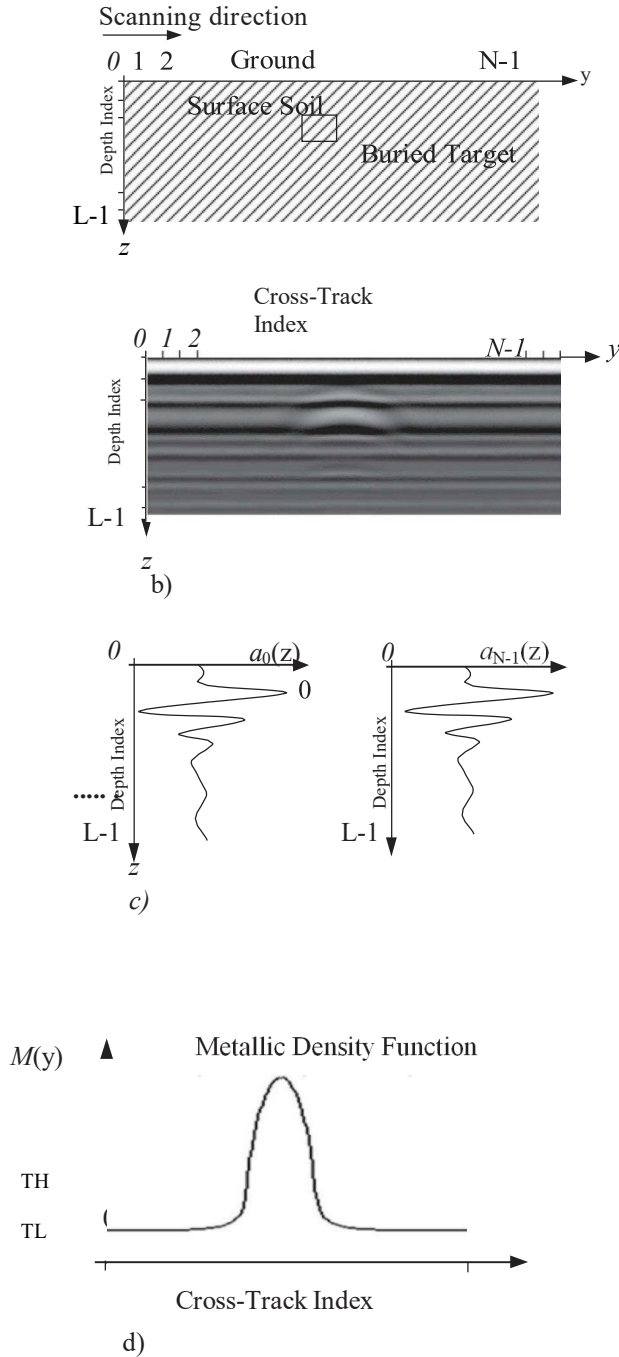 Scanning direction
0 1 2 Ground N-1
y
Depth Index
Surface Soil
Buried Target
L-1
z
Cross-Track
Index
0 1 2 N-1 y
Depth Index
L-1
z
b)
0 a0(z) 0 aN-1(z)
0
Depth Index Depth Index
.....
L-1 L-1
z
c)
M(y) Metallic Density Function
TH
TL
Cross-Track Index
d)